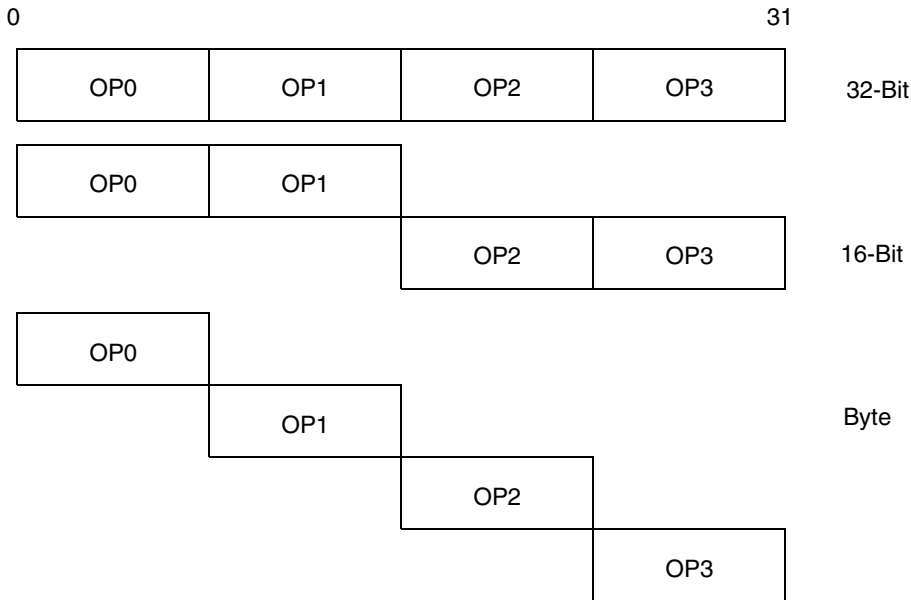 0 31
OP0 OP1 OP2 OP3 32-Bit
OP0 OP1
OP2 OP3 16-Bit
OP0
OP1 Byte
OP2
OP3